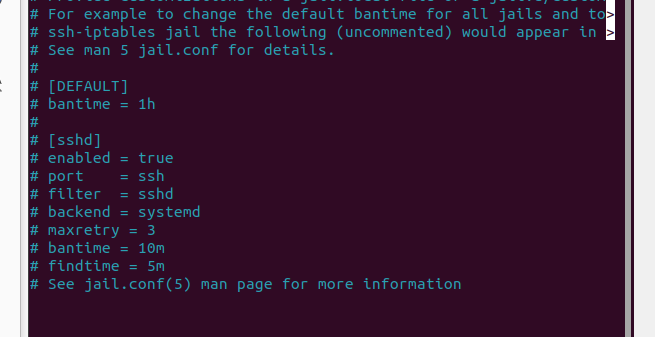 # For example to change the default bantime for all jails and to>
# ssh-iptables jail the following (uncommented) would appear in >
# See man 5 jail.conf for details.
#
# [DEFAULT]
# bantime = 1h
#
# [sshd]
# enabled = true
# port    = ssh
# filter  = sshd
# backend = systemd
# maxretry = 3
# bantime = 10m
# findtime = 5m
# See jail.conf(5) man page for more information